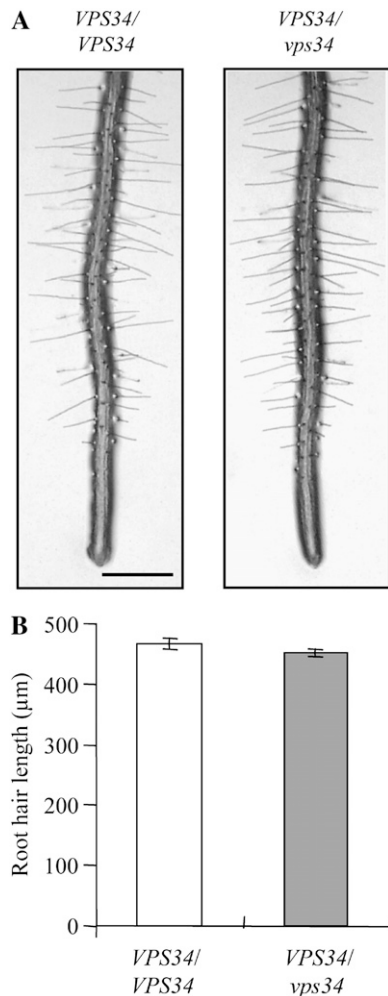 A
VPS34/ VPS34/
VPS34 vps34
B
500
400
300
200
100
0
Root hair length (µm)
VPS34/ VPS34/
VPS34 vps34